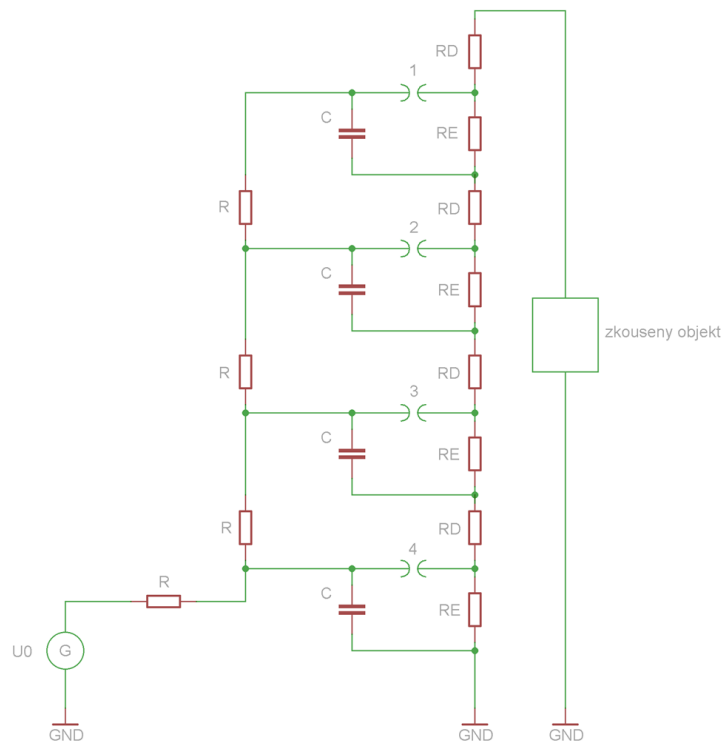 RD
1
C
RE
R
RD
2
C
RE
zkouseny objekt
R
RD
3
C
RE
R
RD
4
R
C
RE
U0
G
GND
GND
GND